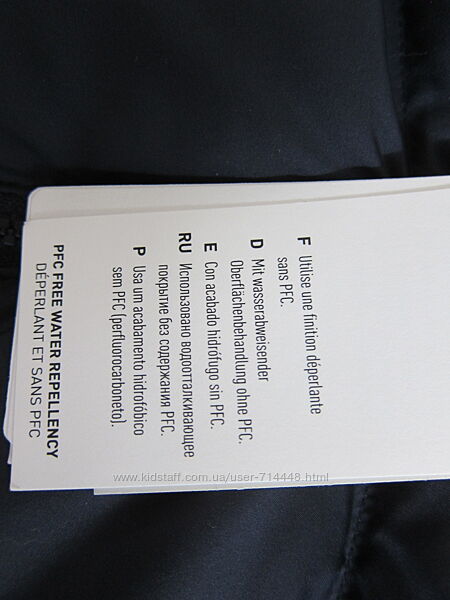 F Utilise une finition déperlante
sans PFC.
D Mit wasserabweisender
Oberflächenbehandlung ohne PFC.
E Con acabado hidrófugo sin PFC.
RU Использовано водоотталкивающее
покрытие без содержания PFC.
P Usa um acabamento hidrofóbico
sem PFC (perfluorocarboneto).
PFC FREE WATER REPELLENCY
DÉPERLANT ET SANS PFC
www.kidstaff.com.ua/user-714448.html